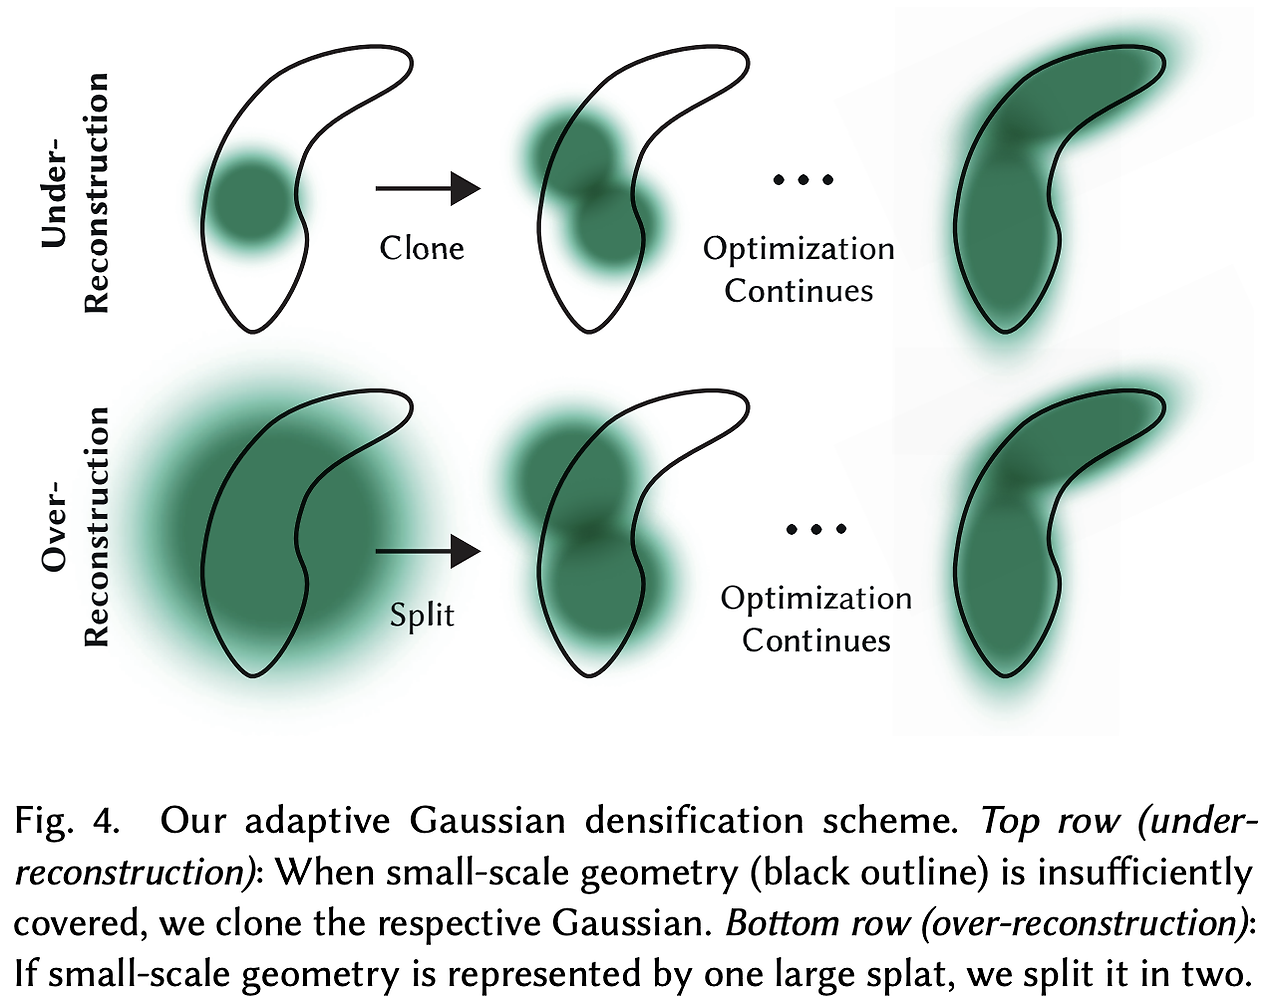 Under-
Reconstruction
Clone
Optimization
Continues
Over-
Reconstruction
Split
Optimization
Continues
Fig. 4. Our adaptive Gaussian densification scheme. Top row (under-
reconstruction): When small-scale geometry (black outline) is insufficiently
covered, we clone the respective Gaussian. Bottom row (over-reconstruction):
If small-scale geometry is represented by one large splat, we split it in two.